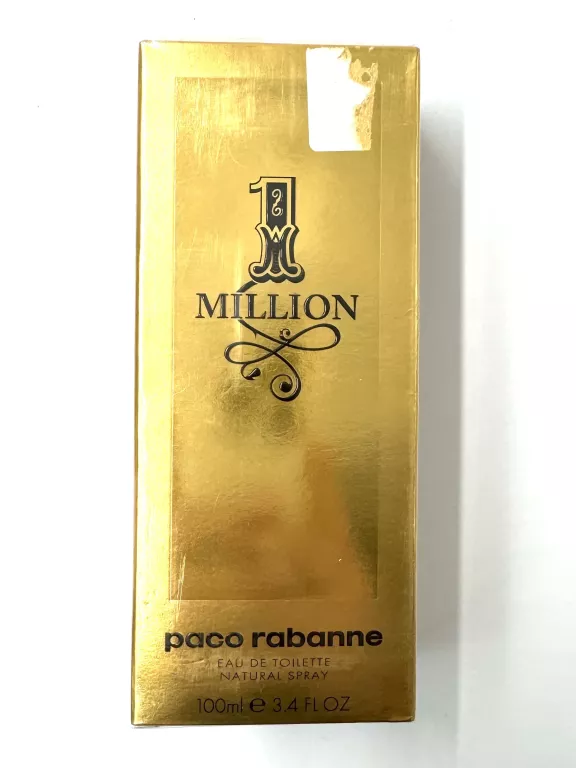 1
MILLION
paco rabanne
EAU DE TOILETTE
NATURAL SPRAY
100ml ℮ 3.4 FL OZ